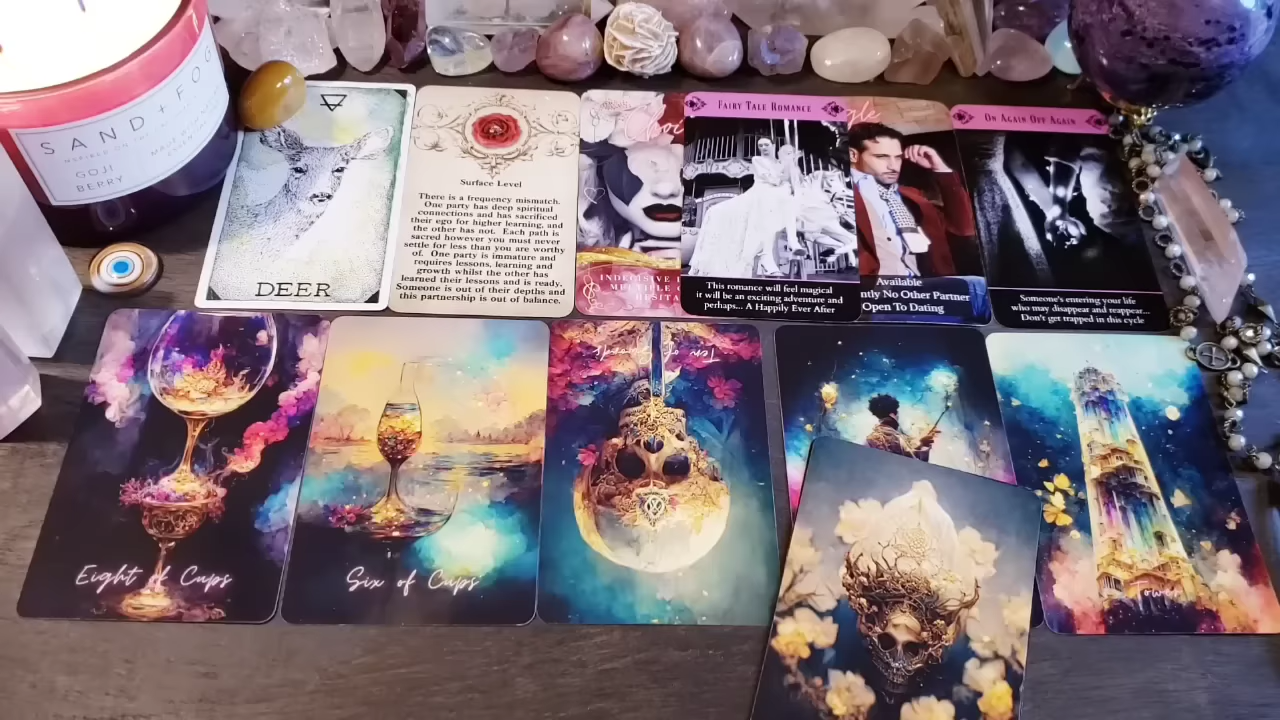 SAND + FOG
GOJI
BERRY
DEER
Surface Level
There is a frequency mismatch.
One party has deep spiritual
connections and has sacrificed
their ego for higher learning, and
the other has not. Each path is
sacred however you must never
settle for less than you are worthy
of. One party is immature and
requires lessons, learning and
growth whilst the other has
learned their lessons and is ready.
Someone is out of their depths and
this partnership is out of balance.
FAIRY TALE ROMANCE
This romance will feel magical
it will be an exciting adventure and
perhaps... A Happily Ever After
gle
Available
ntly No Other Partner
Open To Dating
ON AGAIN OFF AGAIN
Someone's entering your life
who may disappear and reappear...
Don't get trapped in this cycle
Eight of Cups
Six of Cups
Ten of Swords
Tower